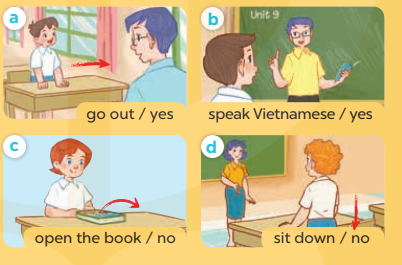 a
go out / yes
b
Unit 9
speak Vietnamese / yes
c
open the book / no
d
sit down / no